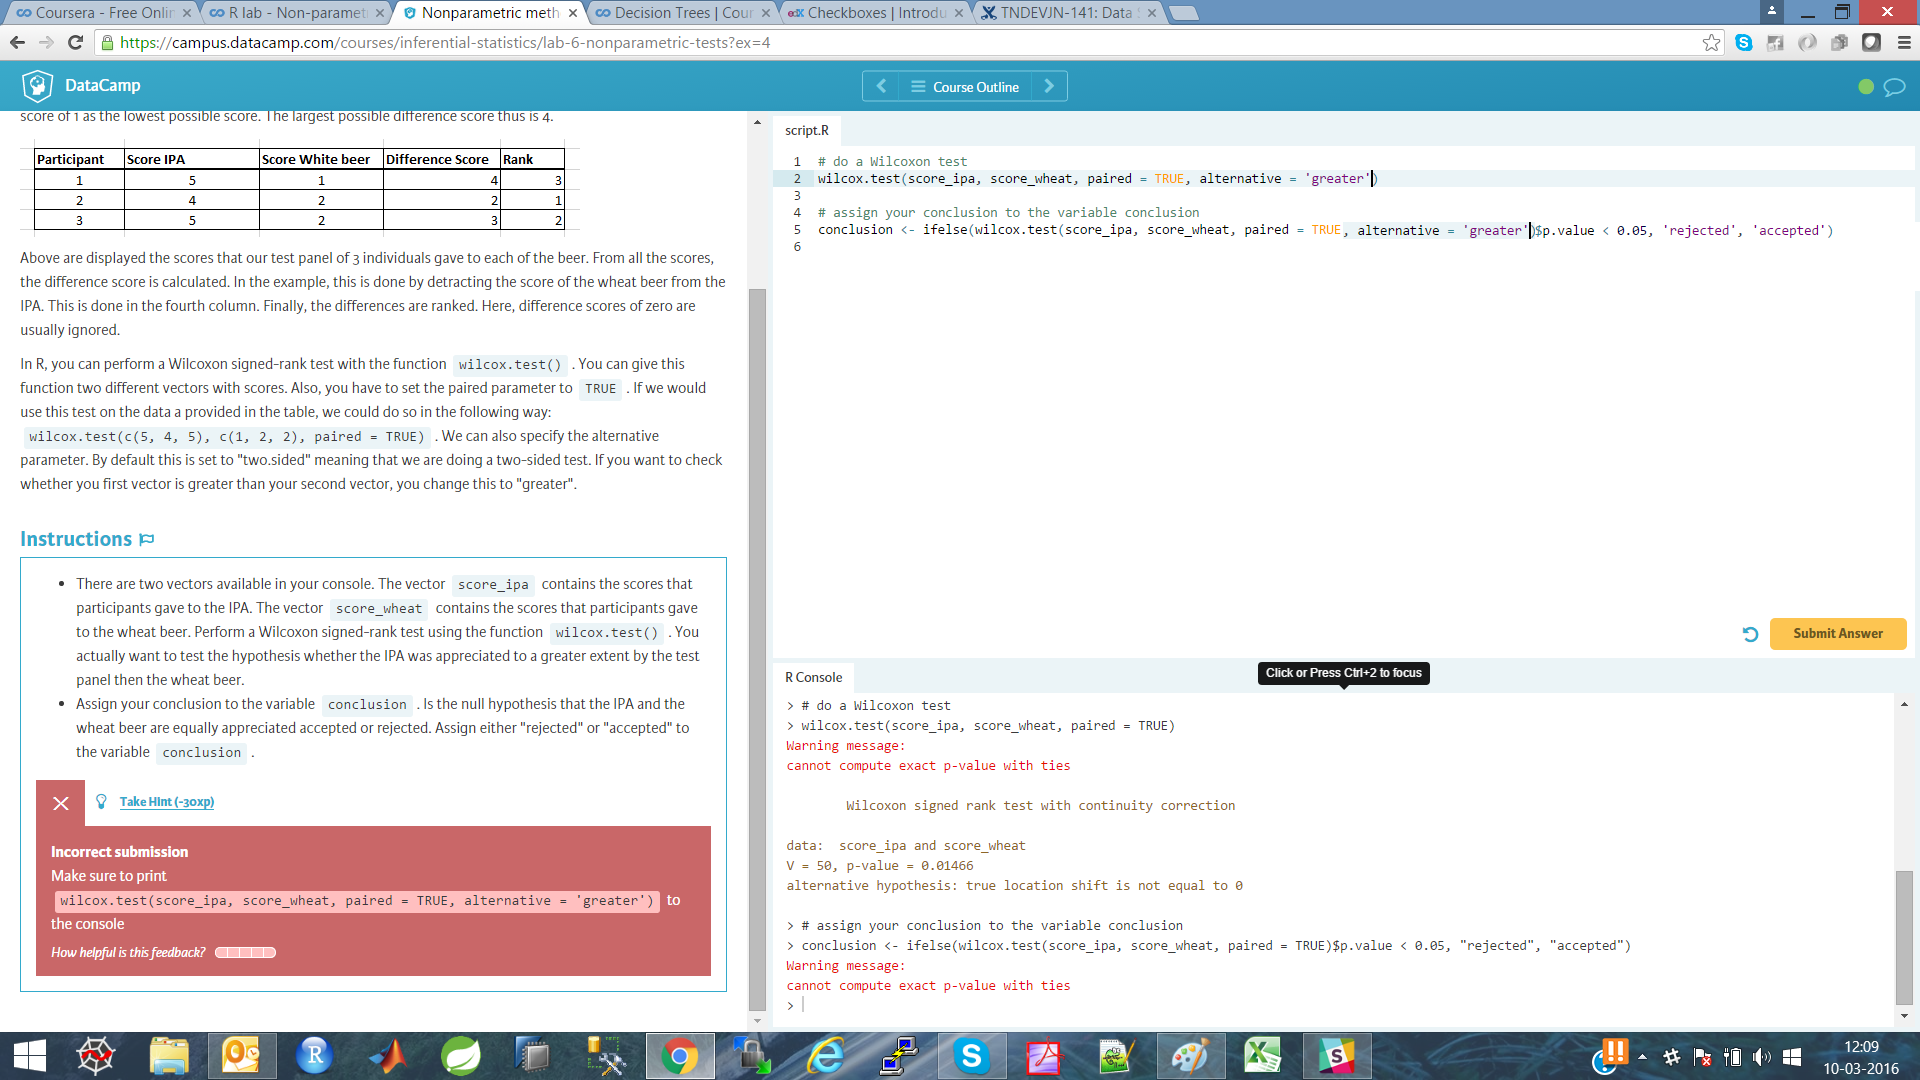 Coursera - Free Onlin
R lab - Non-paramet
Nonparametric meth
Decision Trees | Cour
edX Checkboxes | Introdu
TNDEVJN-141: Data
https://campus.datacamp.com/courses/inferential-statistics/lab-6-nonparametric-tests?ex=4
DataCamp
Course Outline
score of 1 as the lowest possible score. The largest possible difference score thus is 4.
Participant Score IPA Score White beer Difference Score Rank
1 5 1 4 3
2 4 2 2 1
3 5 2 3 2
Above are displayed the scores that our test panel of 3 individuals gave to each of the beer. From all the scores,
the difference score is calculated. In the example, this is done by detracting the score of the wheat beer from the
IPA. This is done in the fourth column. Finally, the differences are ranked. Here, difference scores of zero are
usually ignored.
In R, you can perform a Wilcoxon signed-rank test with the function wilcox.test() . You can give this
function two different vectors with scores. Also, you have to set the paired parameter to TRUE . If we would
use this test on the data a provided in the table, we could do so in the following way:
wilcox.test(c(5, 4, 5), c(1, 2, 2), paired = TRUE) . We can also specify the alternative
parameter. By default this is set to "two.sided" meaning that we are doing a two-sided test. If you want to check
whether you first vector is greater than your second vector, you change this to "greater".
Instructions
• There are two vectors available in your console. The vector score_ipa contains the scores that
participants gave to the IPA. The vector score_wheat contains the scores that participants gave
to the wheat beer. Perform a Wilcoxon signed-rank test using the function wilcox.test() . You
actually want to test the hypothesis whether the IPA was appreciated to a greater extent by the test
panel then the wheat beer.
• Assign your conclusion to the variable conclusion . Is the null hypothesis that the IPA and the
wheat beer are equally appreciated accepted or rejected. Assign either "rejected" or "accepted" to
the variable conclusion .
Take Hint (-30xp)
Incorrect submission
Make sure to print
wilcox.test(score_ipa, score_wheat, paired = TRUE, alternative = 'greater') to
the console
How helpful is this feedback?
script.R
1 # do a Wilcoxon test
2 wilcox.test(score_ipa, score_wheat, paired = TRUE, alternative = 'greater')
3
4 # assign your conclusion to the variable conclusion
5 conclusion <- ifelse(wilcox.test(score_ipa, score_wheat, paired = TRUE, alternative = 'greater')$p.value < 0.05, 'rejected', 'accepted')
6
Submit Answer
Click or Press Ctrl+2 to focus
R Console
> # do a Wilcoxon test
> wilcox.test(score_ipa, score_wheat, paired = TRUE)
Warning message:
cannot compute exact p-value with ties
Wilcoxon signed rank test with continuity correction
data: score_ipa and score_wheat
V = 50, p-value = 0.01466
alternative hypothesis: true location shift is not equal to 0
> # assign your conclusion to the variable conclusion
> conclusion <- ifelse(wilcox.test(score_ipa, score_wheat, paired = TRUE)$p.value < 0.05, "rejected", "accepted")
Warning message:
cannot compute exact p-value with ties
>
12:09
10-03-2016